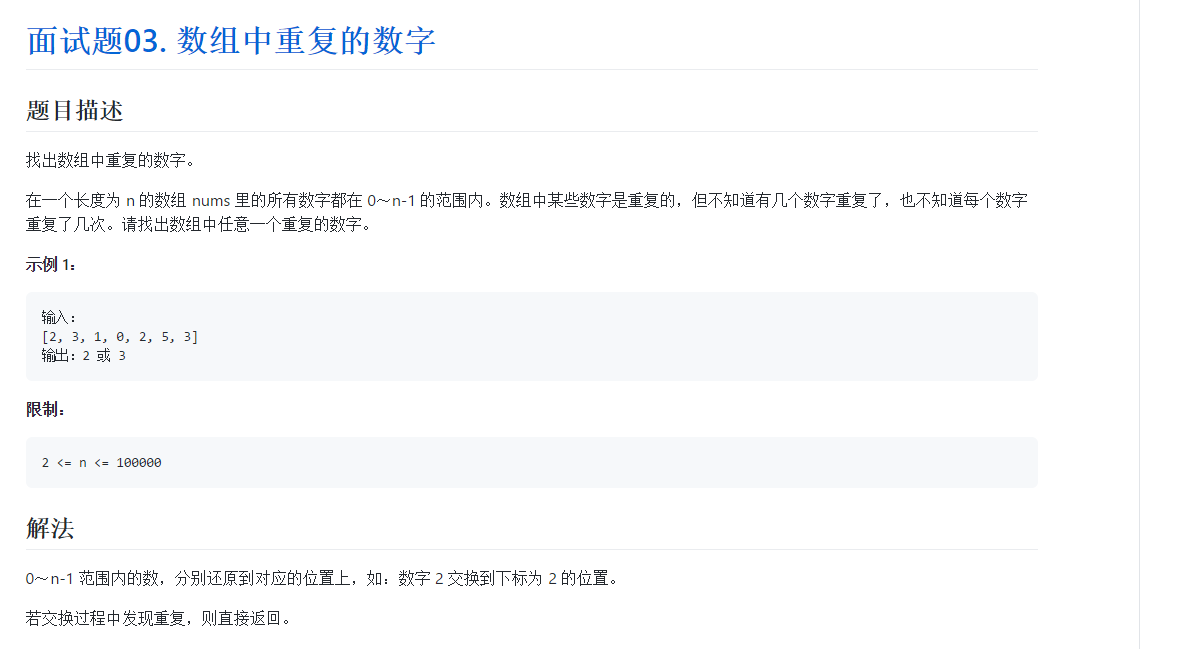 面试题03. 数组中重复的数字
题目描述
找出数组中重复的数字。
在一个长度为 n 的数组 nums 里的所有数字都在 0～n-1 的范围内。数组中某些数字是重复的，但不知道有几个数字重复了，也不知道每个数字
重复了几次。请找出数组中任意一个重复的数字。
示例 1：
输入：
[2, 3, 1, 0, 2, 5, 3]
输出：2 或 3
限制：
2 <= n <= 100000
解法
0～n-1 范围内的数，分别还原到对应的位置上，如：数字 2 交换到下标为 2 的位置。
若交换过程中发现重复，则直接返回。